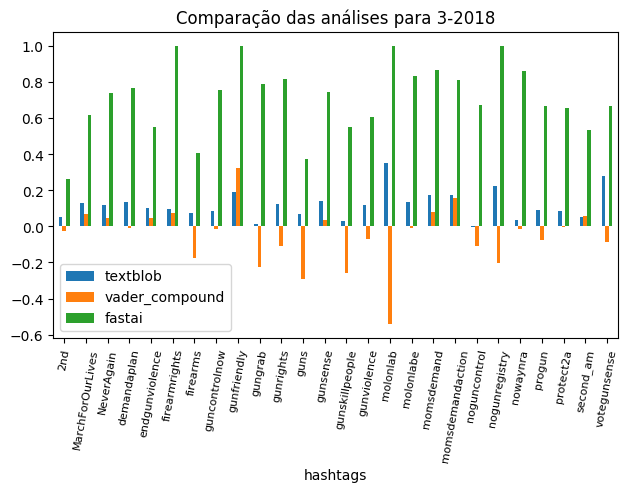 Comparação das análises para 3-2018
1.0
0.8
0.6
0.4
0.2
0.0
−0.2
−0.4
−0.6
textblob
vader_compound
fastai
2nd
MarchForOurLives
NeverAgain
demandaplan
endgunviolence
firearmrights
firearms
guncontrolnow
gunfriendly
gungrab
gunrights
guns
gunsense
gunskillpeople
gunviolence
molonlab
molonlabe
momsdemand
momsdemandaction
noguncontrol
nogunregistry
nowaynra
progun
protect2a
second_am
votegunsense
hashtags